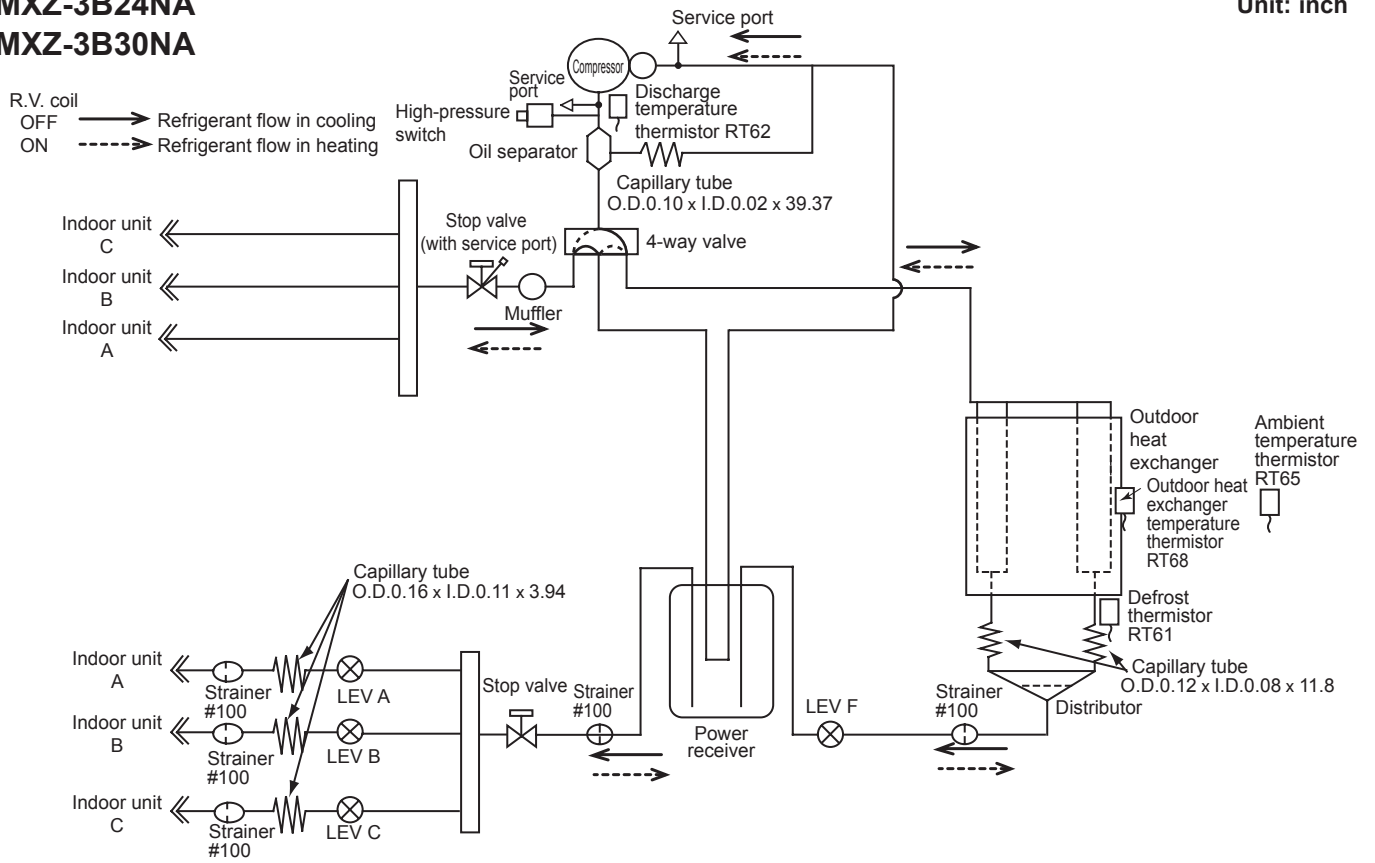 MXZ-3B24NA
MXZ-3B30NA
Unit: inch
R.V. coil
OFF
Refrigerant flow in cooling
ON
Refrigerant flow in heating
Service port
Compressor
Service
port
High-pressure
switch
Discharge
temperature
thermistor RT62
Oil separator
Capillary tube
O.D.0.10 x I.D.0.02 x 39.37
Indoor unit
C
Indoor unit
B
Indoor unit
A
Stop valve
(with service port)
4-way valve
Muffler
Outdoor
heat
exchanger
Outdoor heat
exchanger
temperature
thermistor
RT68
Ambient
temperature
thermistor
RT65
Defrost
thermistor
RT61
Capillary tube
O.D.0.12 x I.D.0.08 x 11.8
Distributor
Capillary tube
O.D.0.16 x I.D.0.11 x 3.94
Indoor unit
A
Strainer
#100
LEV A
Indoor unit
B
Strainer
#100
LEV B
Indoor unit
C
Strainer
#100
LEV C
Stop valve
Strainer
#100
Power
receiver
LEV F
Strainer
#100